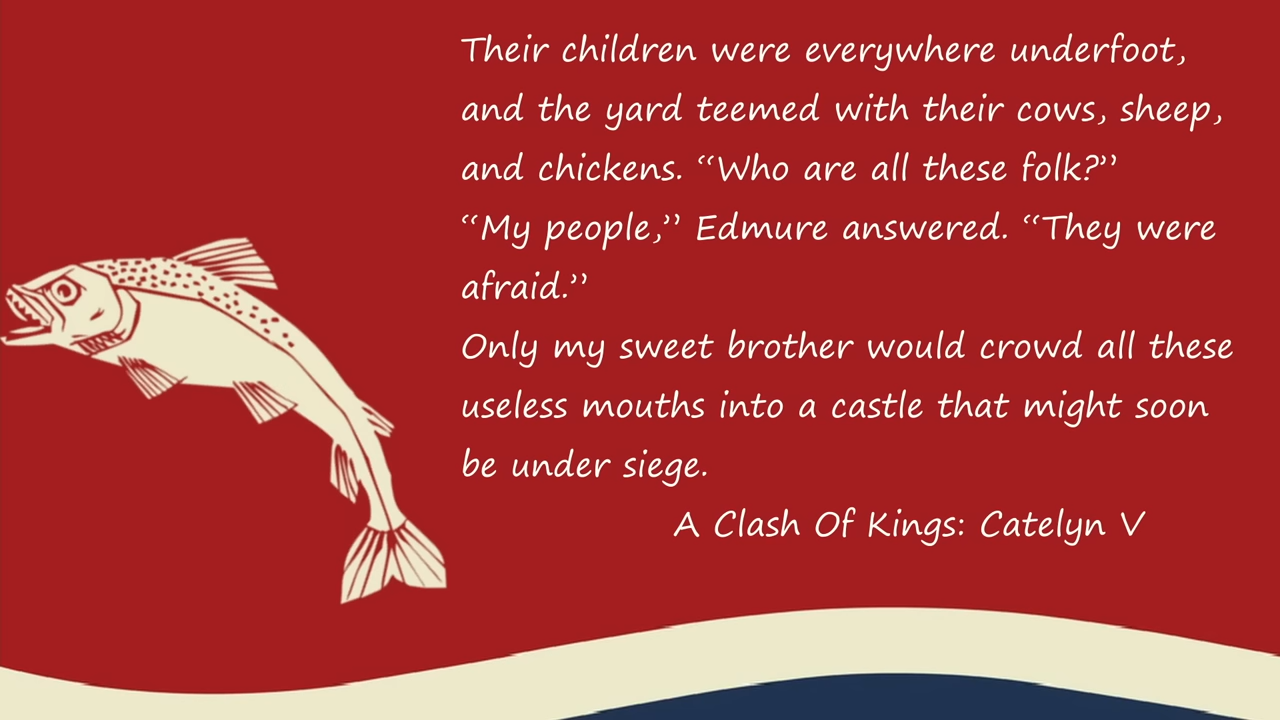 Their children were everywhere underfoot,
and the yard teemed with their cows, sheep,
and chickens. “Who are all these folk?”
“My people,” Edmure answered. “They were
afraid.”
Only my sweet brother would crowd all these
useless mouths into a castle that might soon
be under siege.
A Clash Of Kings: Catelyn V